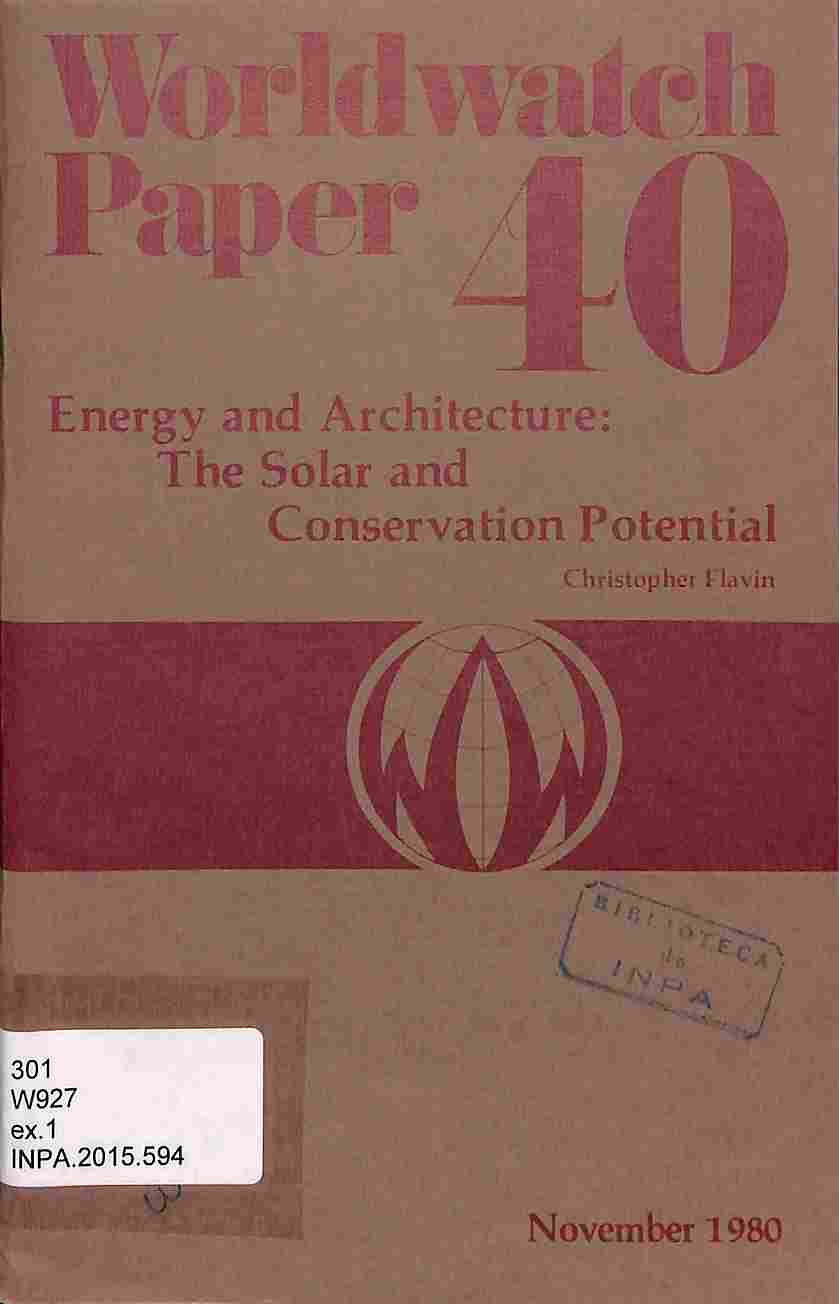 Worldwatch
Paper 40
Energy and Architecture:
The Solar and
Conservation Potential
Christopher Flavin
BIBLIOTECA
do
INPA
301
W927
ex.1
INPA.2015.594
November 1980